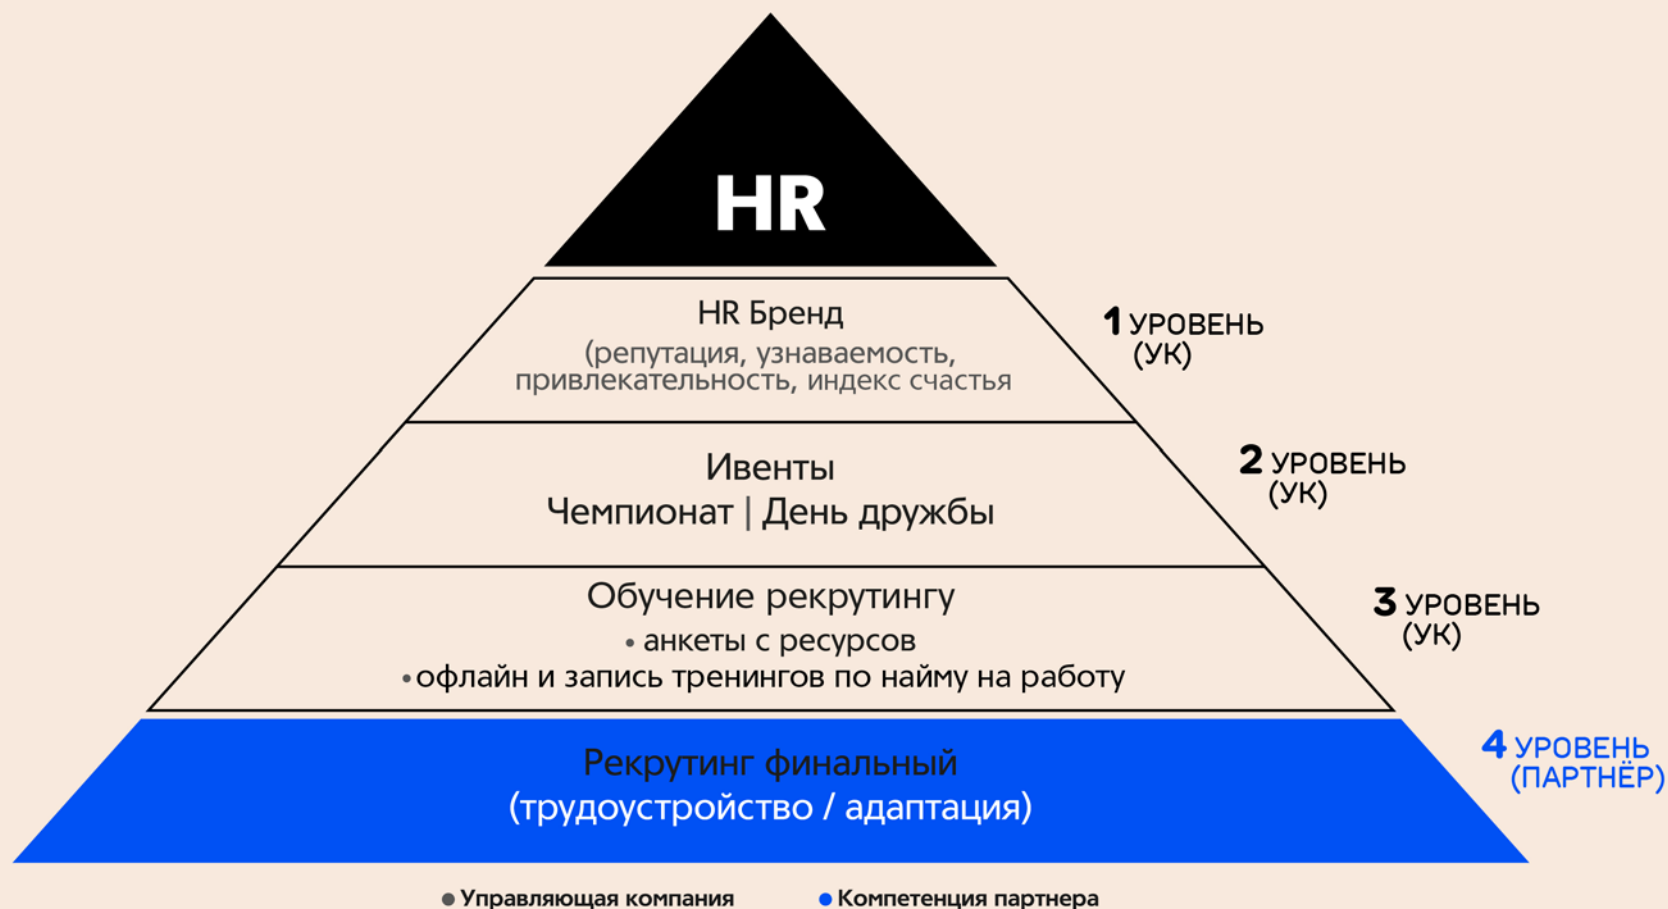 HR
HR Бренд
(репутация, узнаваемость,
привлекательность, индекс счастья
1 УРОВЕНЬ
(УК)
Ивенты
Чемпионат | День дружбы
2 УРОВЕНЬ
(УК)
Обучение рекрутингу
• анкеты с ресурсов
• офлайн и запись тренингов по найму на работу
3 УРОВЕНЬ
(УК)
Рекрутинг финальный
(трудоустройство / адаптация)
4 УРОВЕНЬ
(ПАРТНЁР)
● Управляющая компания
● Компетенция партнера